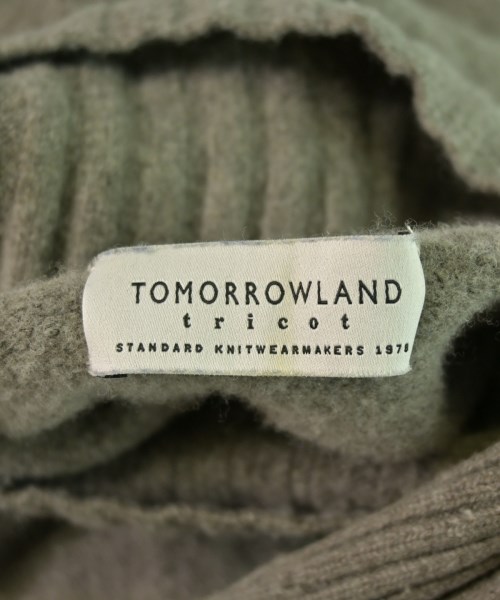 TOMORROWLAND
tricot
STANDARD KNITWEARMAKERS 1978